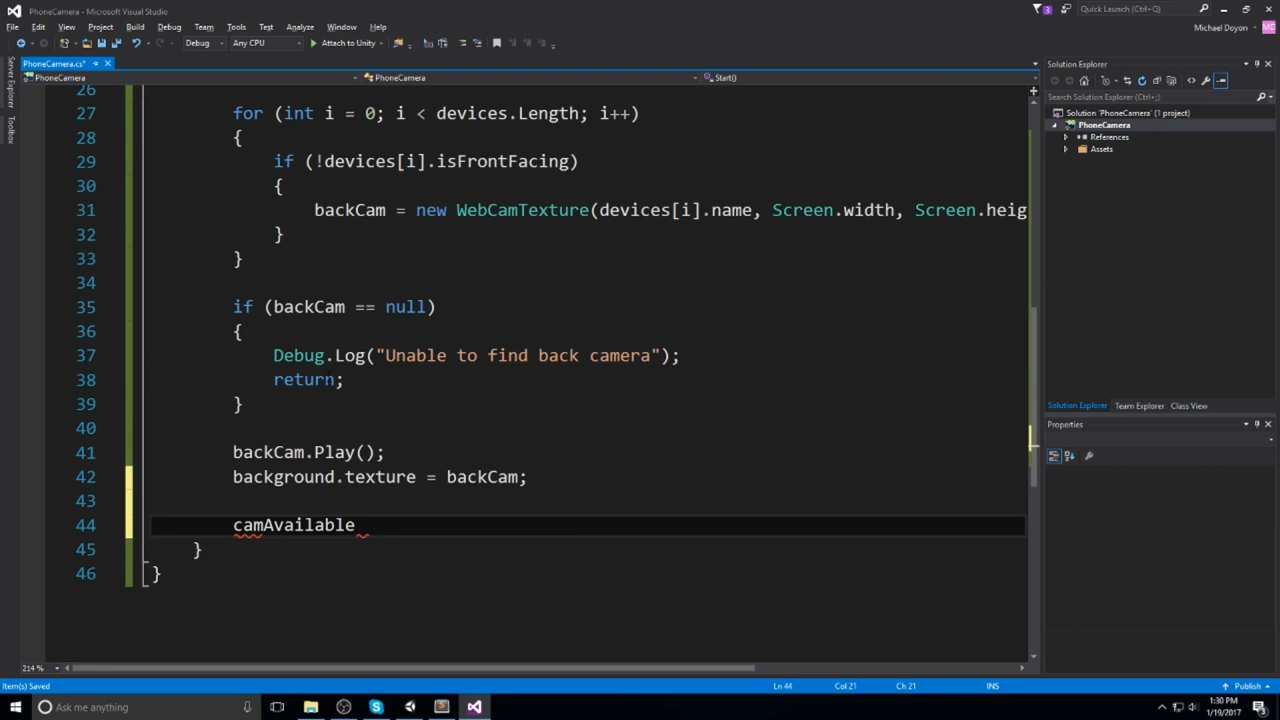 PhoneCamera - Microsoft Visual Studio
3
Quick Launch (Ctrl+Q)
File Edit View Project Build Debug Team Tools Test Analyze Window Help
Michael Doyon
Debug Any CPU Attach to Unity
PhoneCamera.cs*
Solution Explorer
PhoneCamera PhoneCamera Start()
Server Explorer
Toolbox
Search Solution Explorer (Ctrl+;)
Solution 'PhoneCamera' (1 project)
PhoneCamera
References
Assets
26
27 for (int i = 0; i < devices.Length; i++)
28 {
29 if (!devices[i].isFrontFacing)
30 {
31 backCam = new WebCamTexture(devices[i].name, Screen.width, Screen.heig
32 }
33 }
34
35 if (backCam == null)
36 {
37 Debug.Log("Unable to find back camera");
38 return;
39 }
40
41 backCam.Play();
42 background.texture = backCam;
43
44 camAvailable
45 }
46 }
Solution Explorer Team Explorer Class View
Properties
214 %
Item(s) Saved Ln 44 Col 21 Ch 21 INS Publish
Ask me anything
1:30 PM
1/19/2017